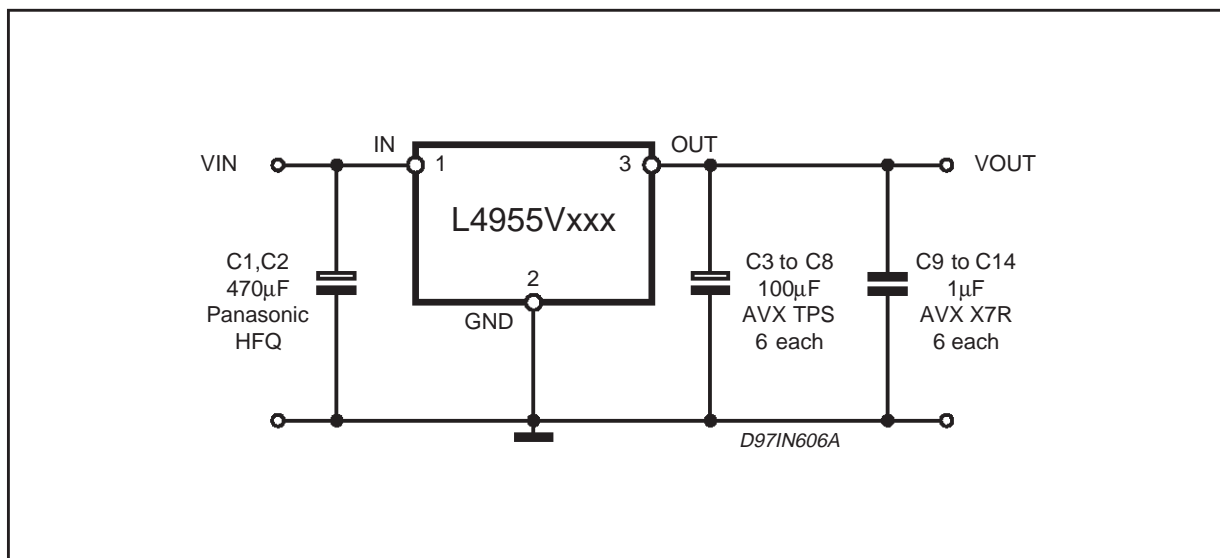 VIN
IN
1
3
OUT
VOUT
L4955Vxxx
2
GND
C1,C2
470μF
Panasonic
HFQ
C3 to C8
100μF
AVX TPS
6 each
C9 to C14
1μF
AVX X7R
6 each
D97IN606A